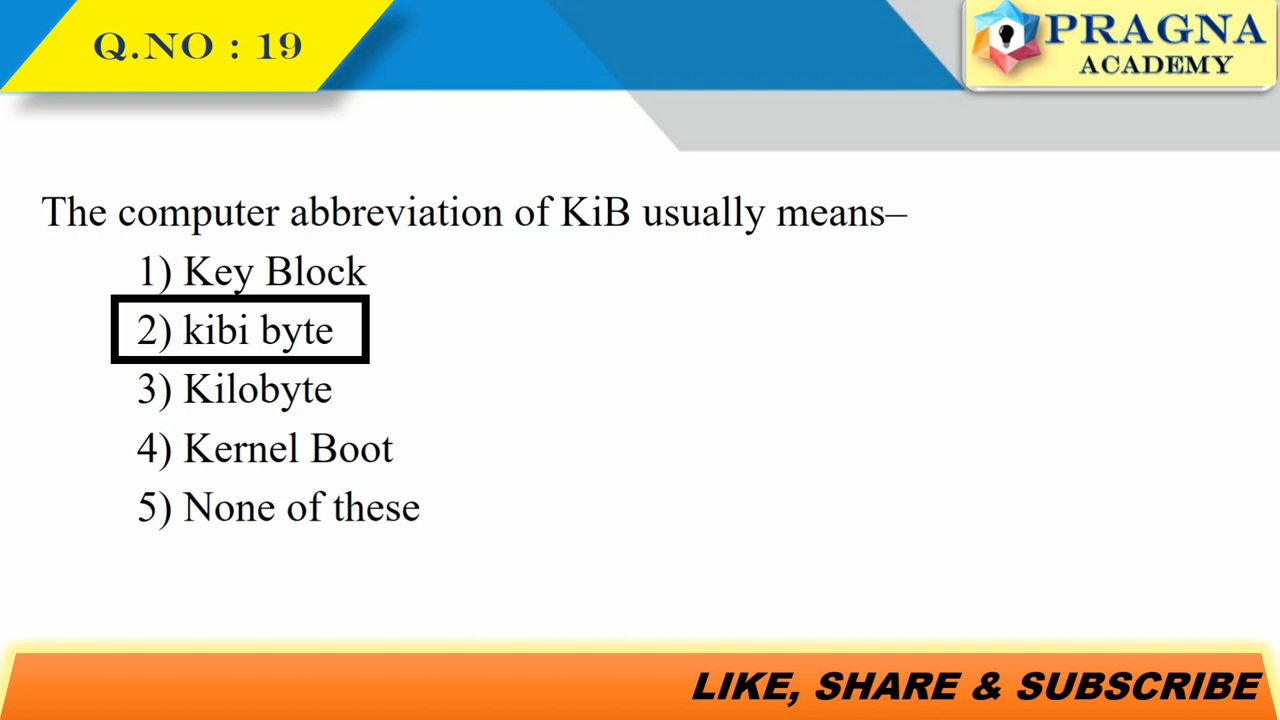 Q.NO : 19
PRAGNA
ACADEMY
The computer abbreviation of KiB usually means–
1) Key Block
2) kibi byte
3) Kilobyte
4) Kernel Boot
5) None of these
LIKE, SHARE & SUBSCRIBE